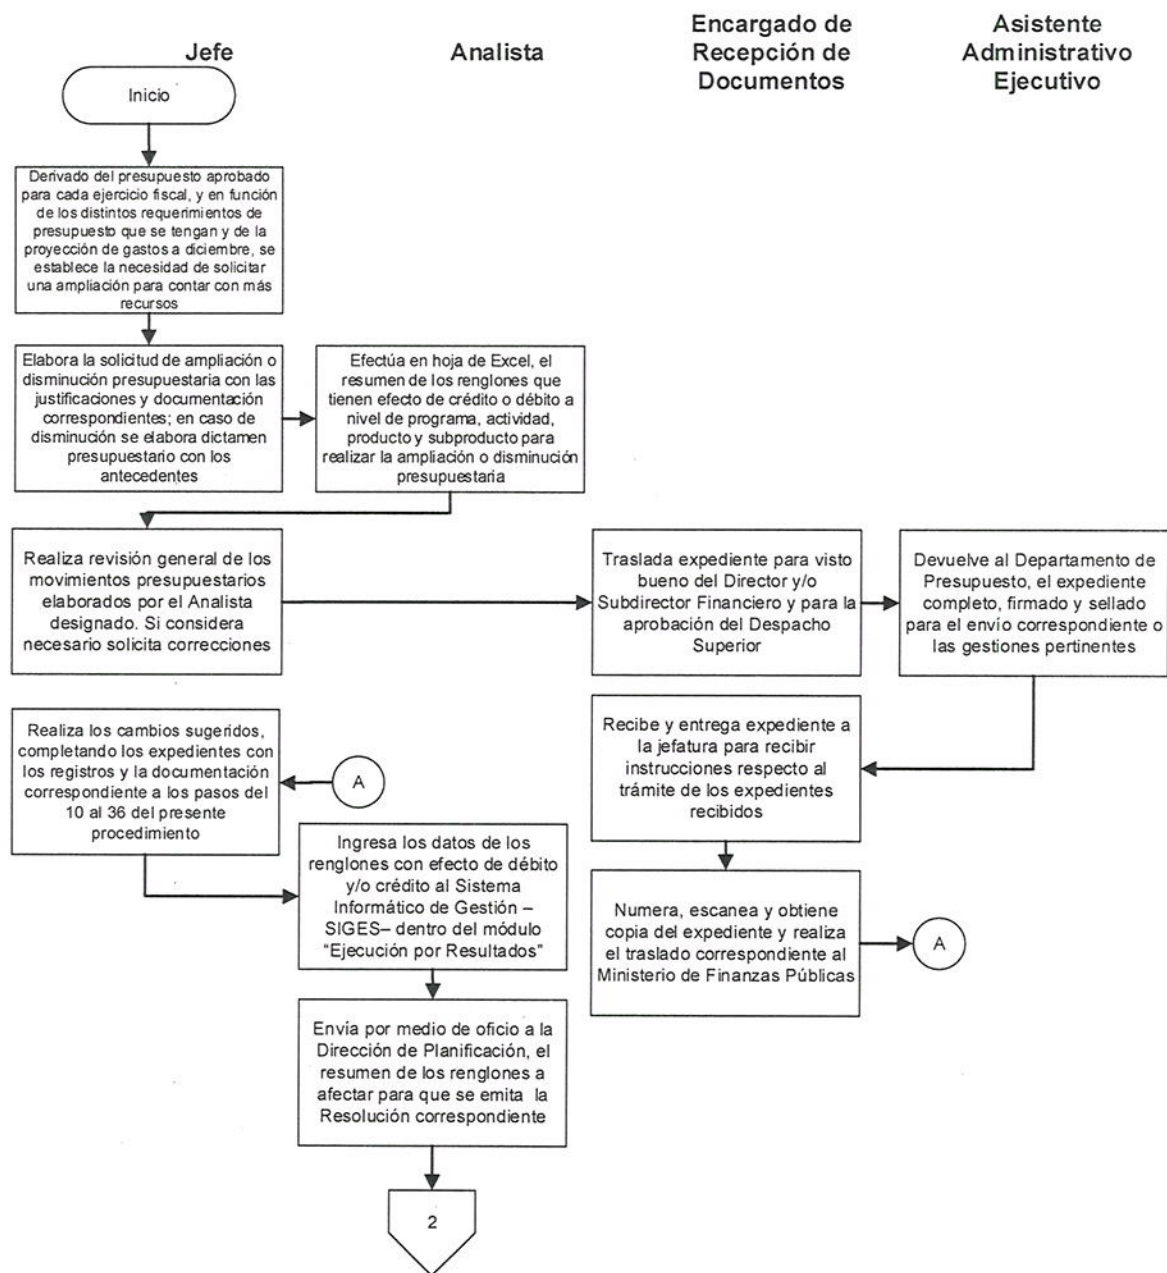 Jefe
Analista
Encargado de
Recepción de
Documentos
Asistente
Administrativo
Ejecutivo
Inicio
Derivado del presupuesto aprobado
para cada ejercicio fiscal, y en función
de los distintos requerimientos de
presupuesto que se tengan y de la
proyección de gastos a diciembre, se
establece la necesidad de solicitar
una ampliación para contar con más
recursos
Elabora la solicitud de ampliación o
disminución presupuestaria con las
justificaciones y documentación
correspondientes; en caso de
disminución se elabora dictamen
presupuestario con los
antecedentes
Efectúa en hoja de Excel, el
resumen de los renglones que
tienen efecto de crédito o débito a
nivel de programa, actividad,
producto y subproducto para
realizar la ampliación o disminución
presupuestaria
Realiza revisión general de los
movimientos presupuestarios
elaborados por el Analista
designado. Si considera
necesario solicita correcciones
Traslada expediente para visto
bueno del Director y/o
Subdirector Financiero y para la
aprobación del Despacho
Superior
Devuelve al Departamento de
Presupuesto, el expediente
completo, firmado y sellado
para el envío correspondiente o
las gestiones pertinentes
Recibe y entrega expediente a
la jefatura para recibir
instrucciones respecto al
trámite de los expedientes
recibidos
Numera, escanea y obtiene
copia del expediente y realiza
el traslado correspondiente al
Ministerio de Finanzas Públicas
A
Realiza los cambios sugeridos,
completando los expedientes con
los registros y la documentación
correspondiente a los pasos del
10 al 36 del presente
procedimiento
A
Ingresa los datos de los
renglones con efecto de débito
y/o crédito al Sistema
Informático de Gestión –
SIGES– dentro del módulo
“Ejecución por Resultados"
Envía por medio de oficio a la
Dirección de Planificación, el
resumen de los renglones a
afectar para que se emita la
Resolución correspondiente
2